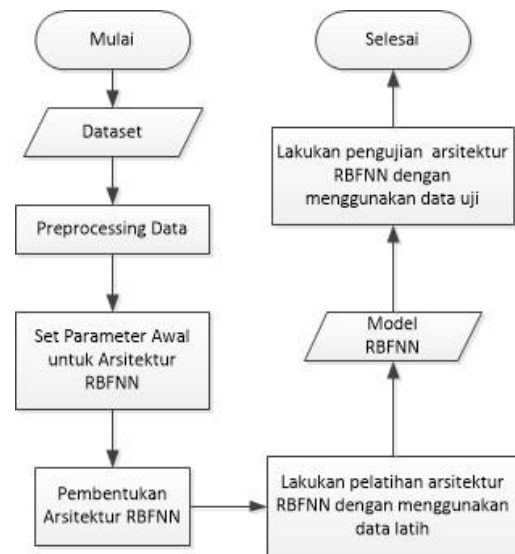 Mulai
Dataset
Preprocessing Data
Set Parameter Awal
untuk Arsitektur
RBFNN
Pembentukan
Arsitektur RBFNN
Lakukan pelatihan arsitektur
RBFNN dengan menggunakan
data latih
Model
RBFNN
Lakukan pengujian arsitektur
RBFNN dengan
menggunakan data uji
Selesai